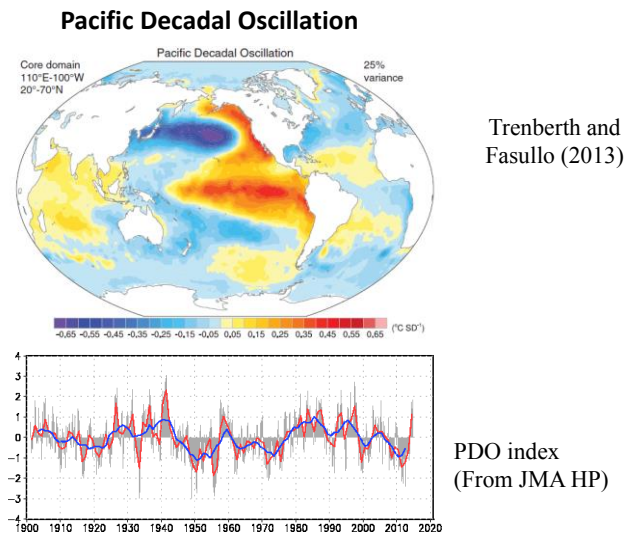 Pacific Decadal Oscillation
Pacific Decadal Oscillation
Core domain
110°E-100°W
20°-70°N
25%
variance
Trenberth and
Fasullo (2013)
-0,65 -0,55 -0,45 -0,35 -0,25 -0,15 -0,05 0,05 0,15 0,25 0,35 0,45 0,55 0,65 (°C SD⁻¹)
4
3
2
1
0
-1
-2
-3
-4
1900 1910 1920 1930 1940 1950 1960 1970 1980 1990 2000 2010 2020
PDO index
(From JMA HP)